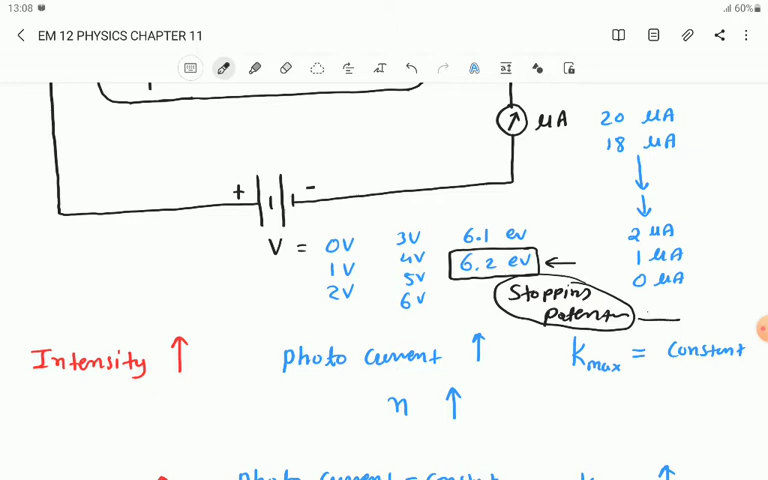 13:08
60%
EM 12 PHYSICS CHAPTER 11
μA
20 μA
18 μA
+ -
V = 0V 3V 6.1 ev
1V 4V 6.2 ev
2V 5V
6V
2 μA
1 μA
0 μA
Stopping
Intensity ↑ photo current ↑ Kmax = constant
n ↑